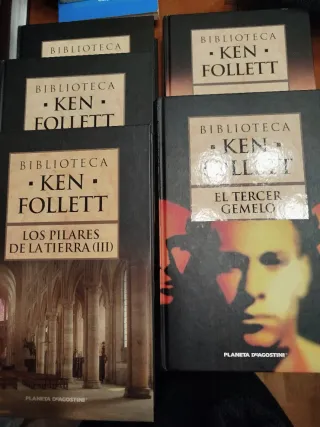 BIBLIOTECA
BIBLIOTECA
· KEN ·
FOLLETT
BIBLIOTECA
· KEN ·
FOLLETT
LOS PILARES
DE LA TIERRA (III)
PLANETA DEAGOSTINI
BIBLIOTECA
· KEN ·
FOLLETT
BIBLIOTECA
· KEN ·
FOLLETT
EL TERCER
GEMELO
PLANETA DEAGOSTINI